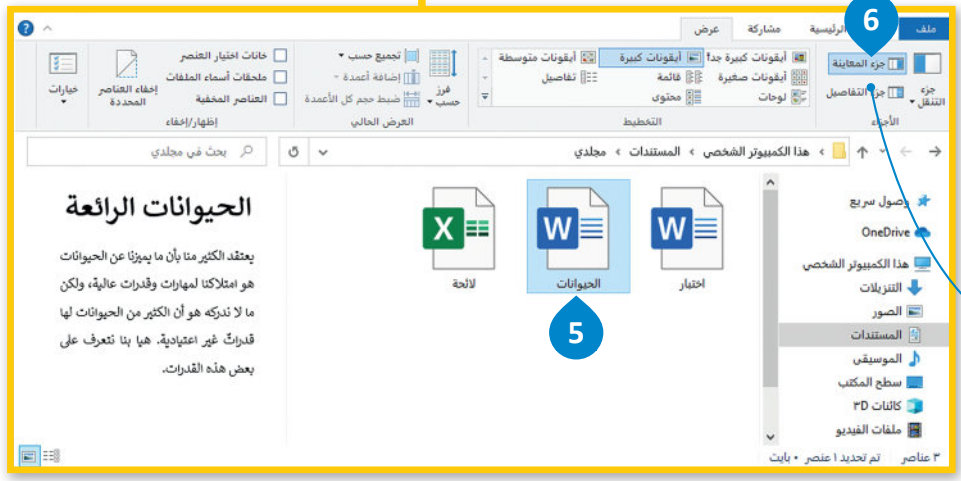 6
ملف
الرئيسية
مشاركة
عرض
جزء التنقل
جزء المعاينة
جزء التفاصيل
الأجزاء
أيقونات كبيرة جدا
أيقونات كبيرة
أيقونات متوسطة
أيقونات صغيرة
قائمة
تفاصيل
لوحات
محتوى
التخطيط
فرز حسب
تجميع حسب
إضافة أعمدة
ضبط حجم كل الأعمدة
العرض الحالي
خانات اختيار العنصر
ملحقات أسماء الملفات
العناصر المخفية
إخفاء العناصر المحددة
إظهار/إخفاء
خيارات
هذا الكمبيوتر الشخصي › المستندات › مجلدي
بحث في مجلدي
وصول سريع
OneDrive
هذا الكمبيوتر الشخصي
التنزيلات
الصور
المستندات
الموسيقى
سطح المكتب
كائنات ٣D
ملفات الفيديو
W
اختبار
W
الحيوانات
X
لائحة
5
الحيوانات الرائعة
يعتقد الكثير منا بأن ما يميزنا عن الحيوانات
هو امتلاكنا لمهارات وقدرات عالية، ولكن
ما لا ندركه هو أن الكثير من الحيوانات لها
قدراتٌ غير اعتيادية. هيا بنا نتعرف على
بعض هذه القدرات.
٣ عناصر
تم تحديد ١ عنصر ٠ بايت